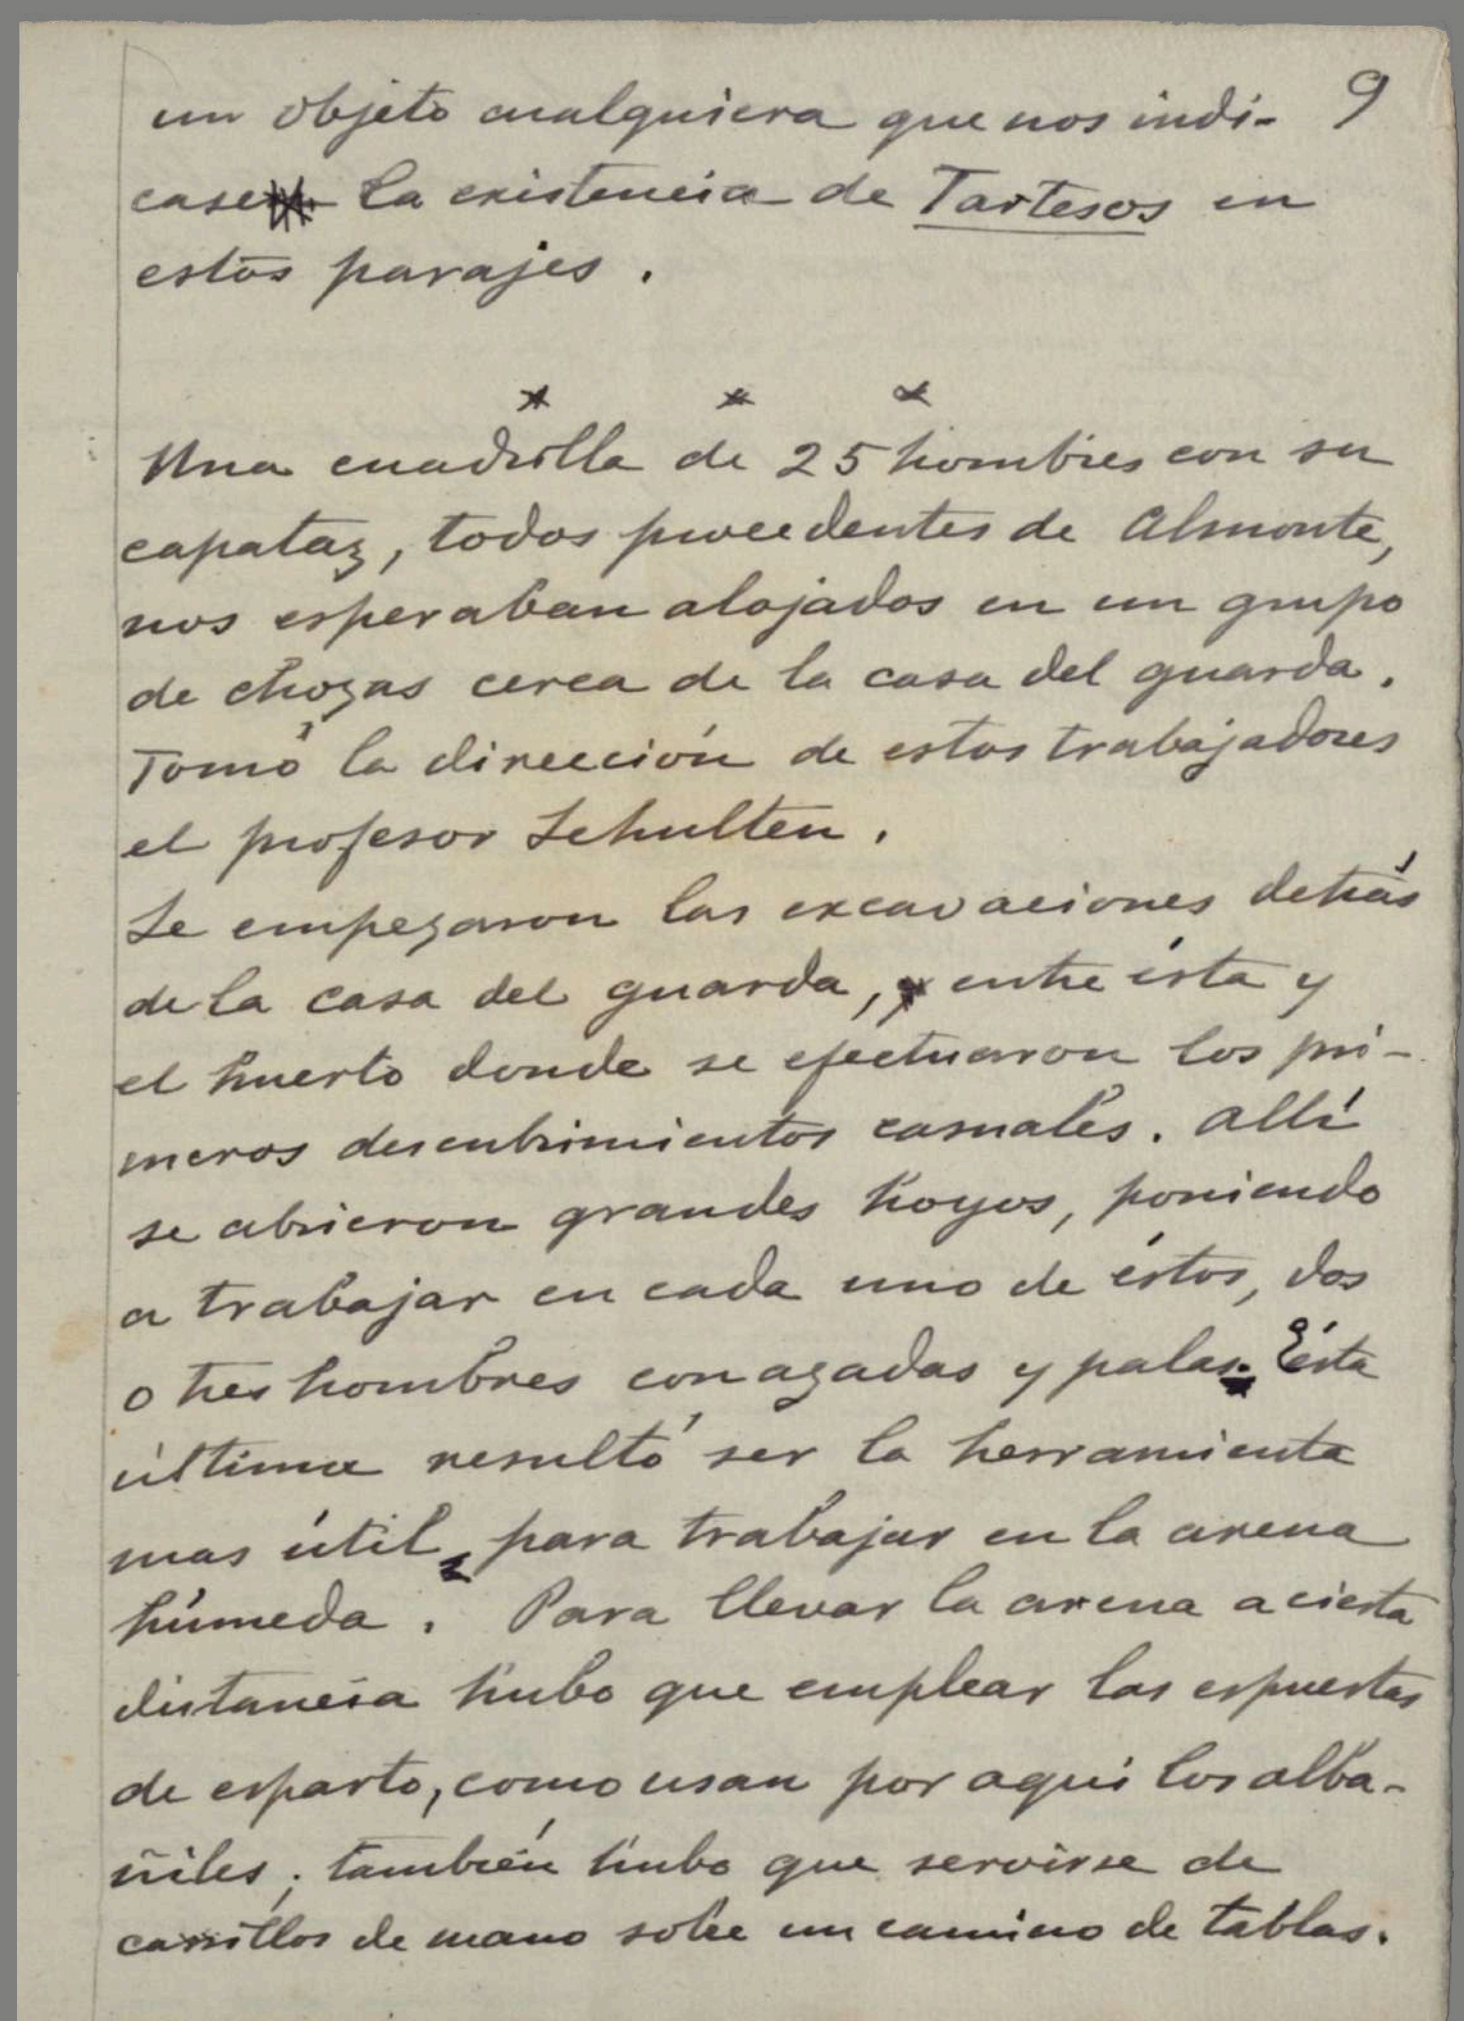 un objeto cualquiera que nos indi- 9
case la existencia de Tartesos en
estos parajes.
* * *
Una cuadrilla de 25 hombres con su
capataz, todos procedentes de Almonte,
nos esperaban alojados en un grupo
de chozas cerca de la casa del guarda.
Tomó la dirección de estos trabajadores
el profesor Schulten.
Se empezaron las excavaciones detrás
de la casa del guarda, entre ésta y
el huerto donde se efectuaron los pri-
meros descubrimientos casuales. Allí
se abrieron grandes hoyos, poniendo
a trabajar en cada uno de éstos, dos
o tres hombres con azadas y palas. Ésta
última resultó ser la herramienta
mas útil, para trabajar en la arena
húmeda. Para llevar la arena a cierta
distancia hubo que emplear las espuertas
de esparto, como usan por aquí los alba-
ñiles; también hubo que servirse de
carrillos de mano sobre un camino de tablas.